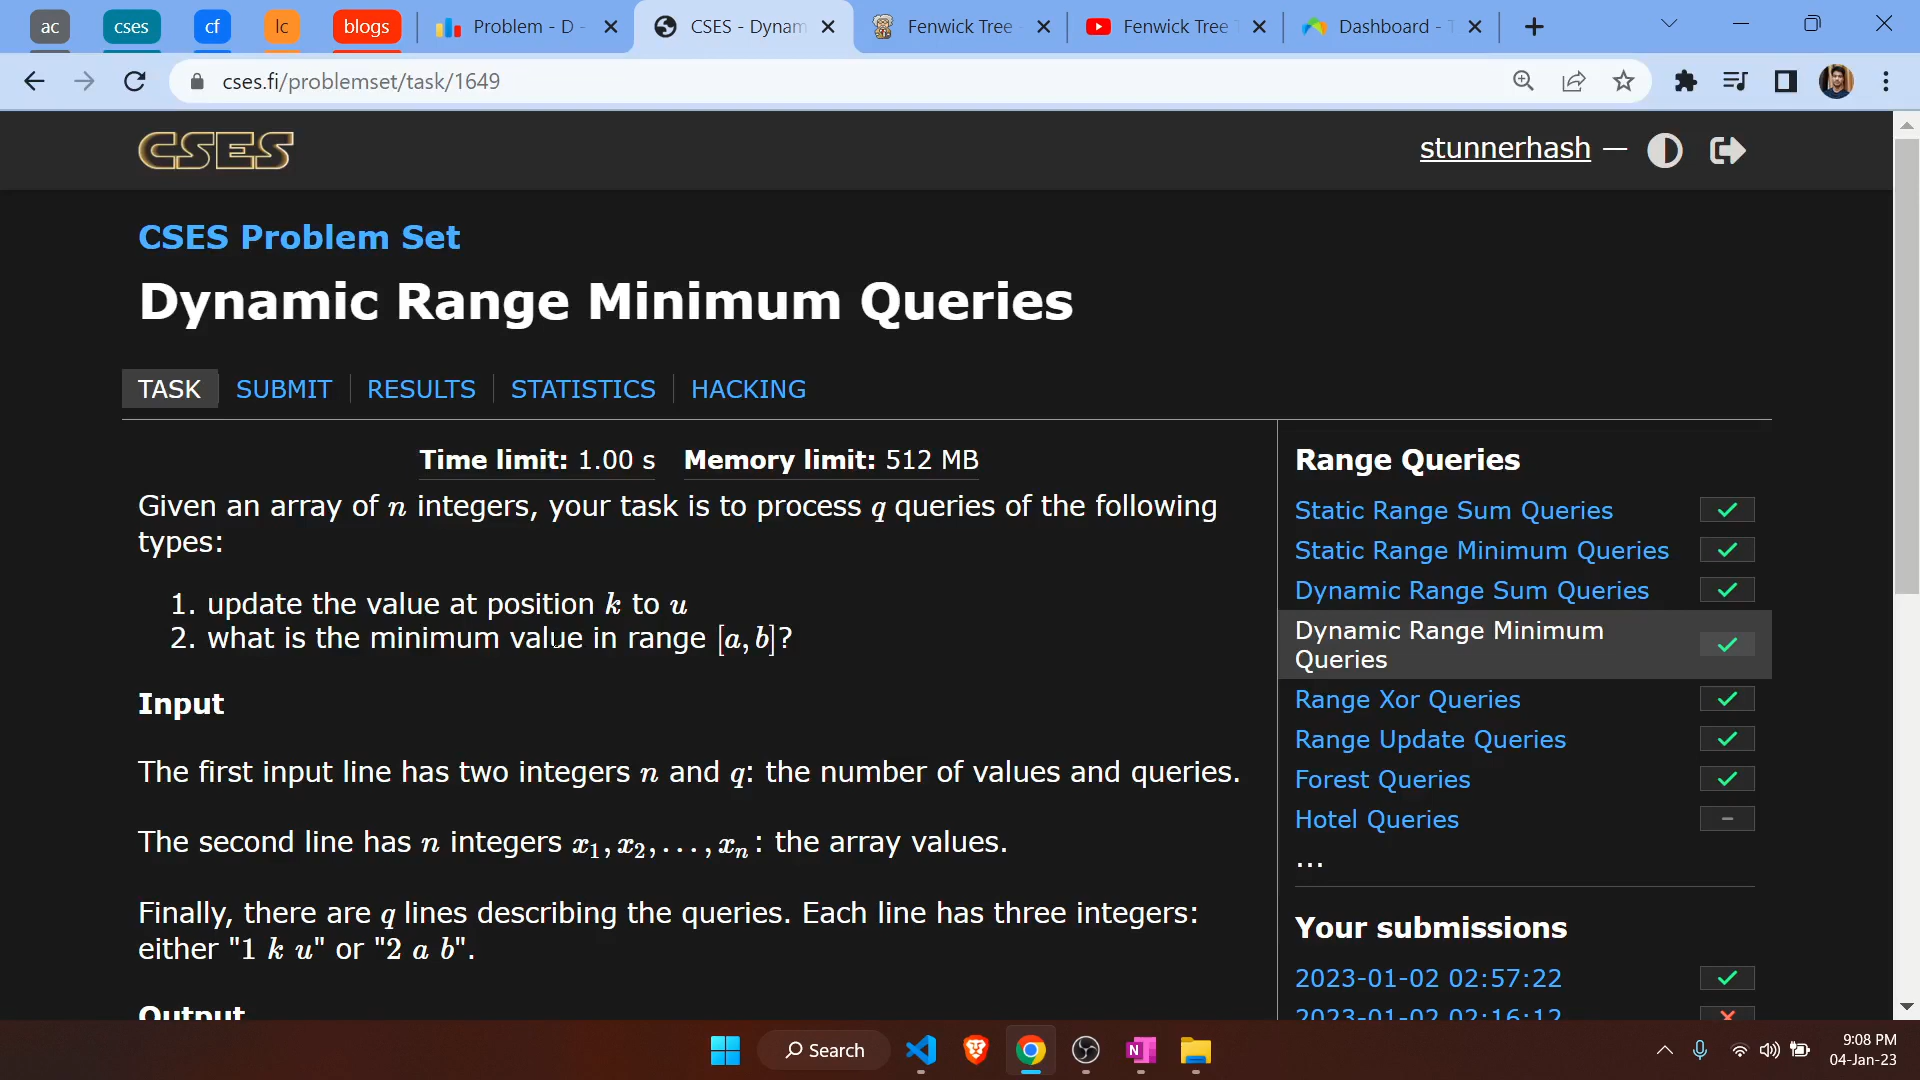 ac cses cf lc blogs Problem - D - CSES - Dynam Fenwick Tree Fenwick Tree Dashboard -
cses.fi/problemset/task/1649
CSES
stunnerhash —
CSES Problem Set
Dynamic Range Minimum Queries
TASK SUBMIT RESULTS STATISTICS HACKING
Time limit: 1.00 s Memory limit: 512 MB
Given an array of n integers, your task is to process q queries of the following
types:
1. update the value at position k to u
2. what is the minimum value in range [a, b]?
Input
The first input line has two integers n and q: the number of values and queries.
The second line has n integers x₁, x₂, . . . , xₙ: the array values.
Finally, there are q lines describing the queries. Each line has three integers:
either "1 k u" or "2 a b".
Output
Range Queries
Static Range Sum Queries
Static Range Minimum Queries
Dynamic Range Sum Queries
Dynamic Range Minimum
Queries
Range Xor Queries
Range Update Queries
Forest Queries
Hotel Queries –
...
Your submissions
2023-01-02 02:57:22
2023-01-02 02:16:12
Search
9:08 PM
04-Jan-23